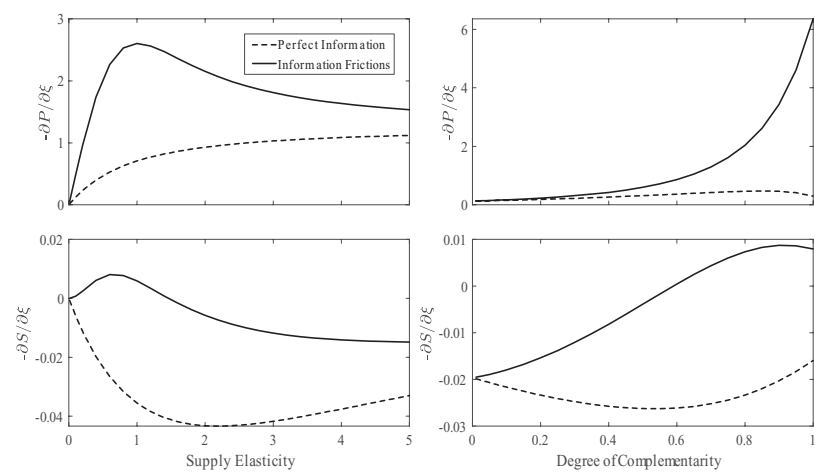 3
2
1
0
-∂P/∂ξ
Perfect Information
Information Frictions
6
4
2
0
-∂P/∂ξ
0.02
0
-0.02
-0.04
-∂S/∂ξ
0 1 2 3 4 5
Supply Elasticity
0.01
0
-0.01
-0.02
-0.03
-∂S/∂ξ
0 0.2 0.4 0.6 0.8 1
Degree of Complementarity